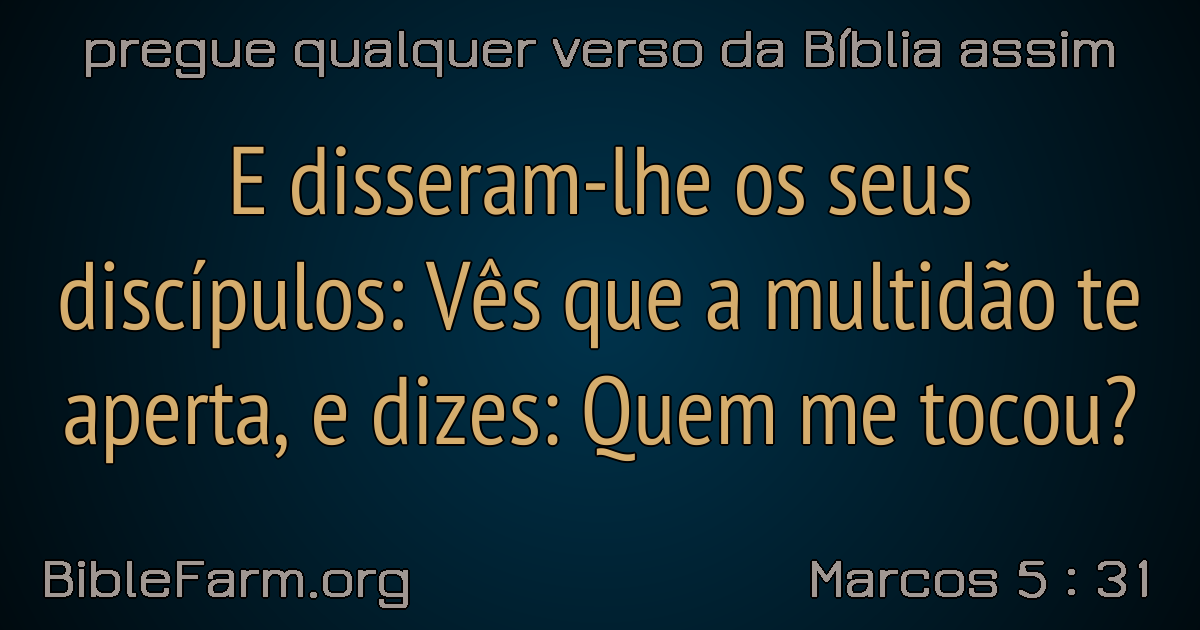 pregue qualquer verso da Bíblia assim
E disseram-lhe os seus
discípulos: Vês que a multidão te
aperta, e dizes: Quem me tocou?
BibleFarm.org
Marcos 5 : 31